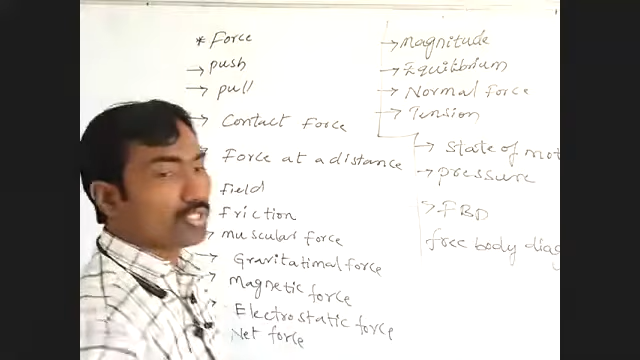 * Force
→ push
→ pull
→ Contact Force
Force at a distance
field
Friction
muscular force
→ Gravitational force
→ Magnetic force
Electrostatic force
Net force
→ Magnitude
→ Equilibrium
→ Normal Force
→ Tension
→ State of mot
→ pressure
→ FBD
free body diag